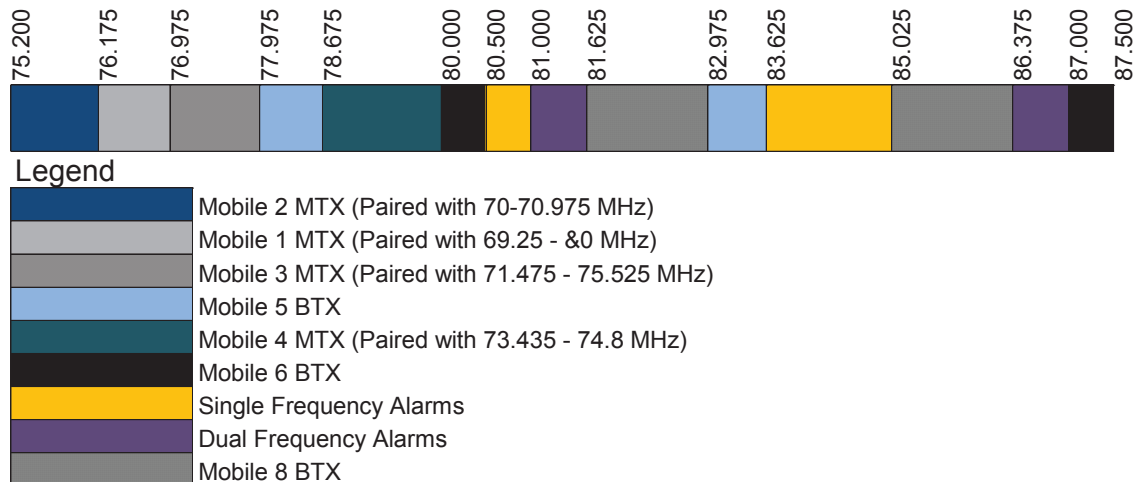 75.200
76.175
76.975
77.975
78.675
80.000
80.500
81.000
81.625
82.975
83.625
85.025
86.375
87.000
87.500
Legend
Mobile 2 MTX (Paired with 70-70.975 MHz)
Mobile 1 MTX (Paired with 69.25 - &0 MHz)
Mobile 3 MTX (Paired with 71.475 - 75.525 MHz)
Mobile 5 BTX
Mobile 4 MTX (Paired with 73.435 - 74.8 MHz)
Mobile 6 BTX
Single Frequency Alarms
Dual Frequency Alarms
Mobile 8 BTX